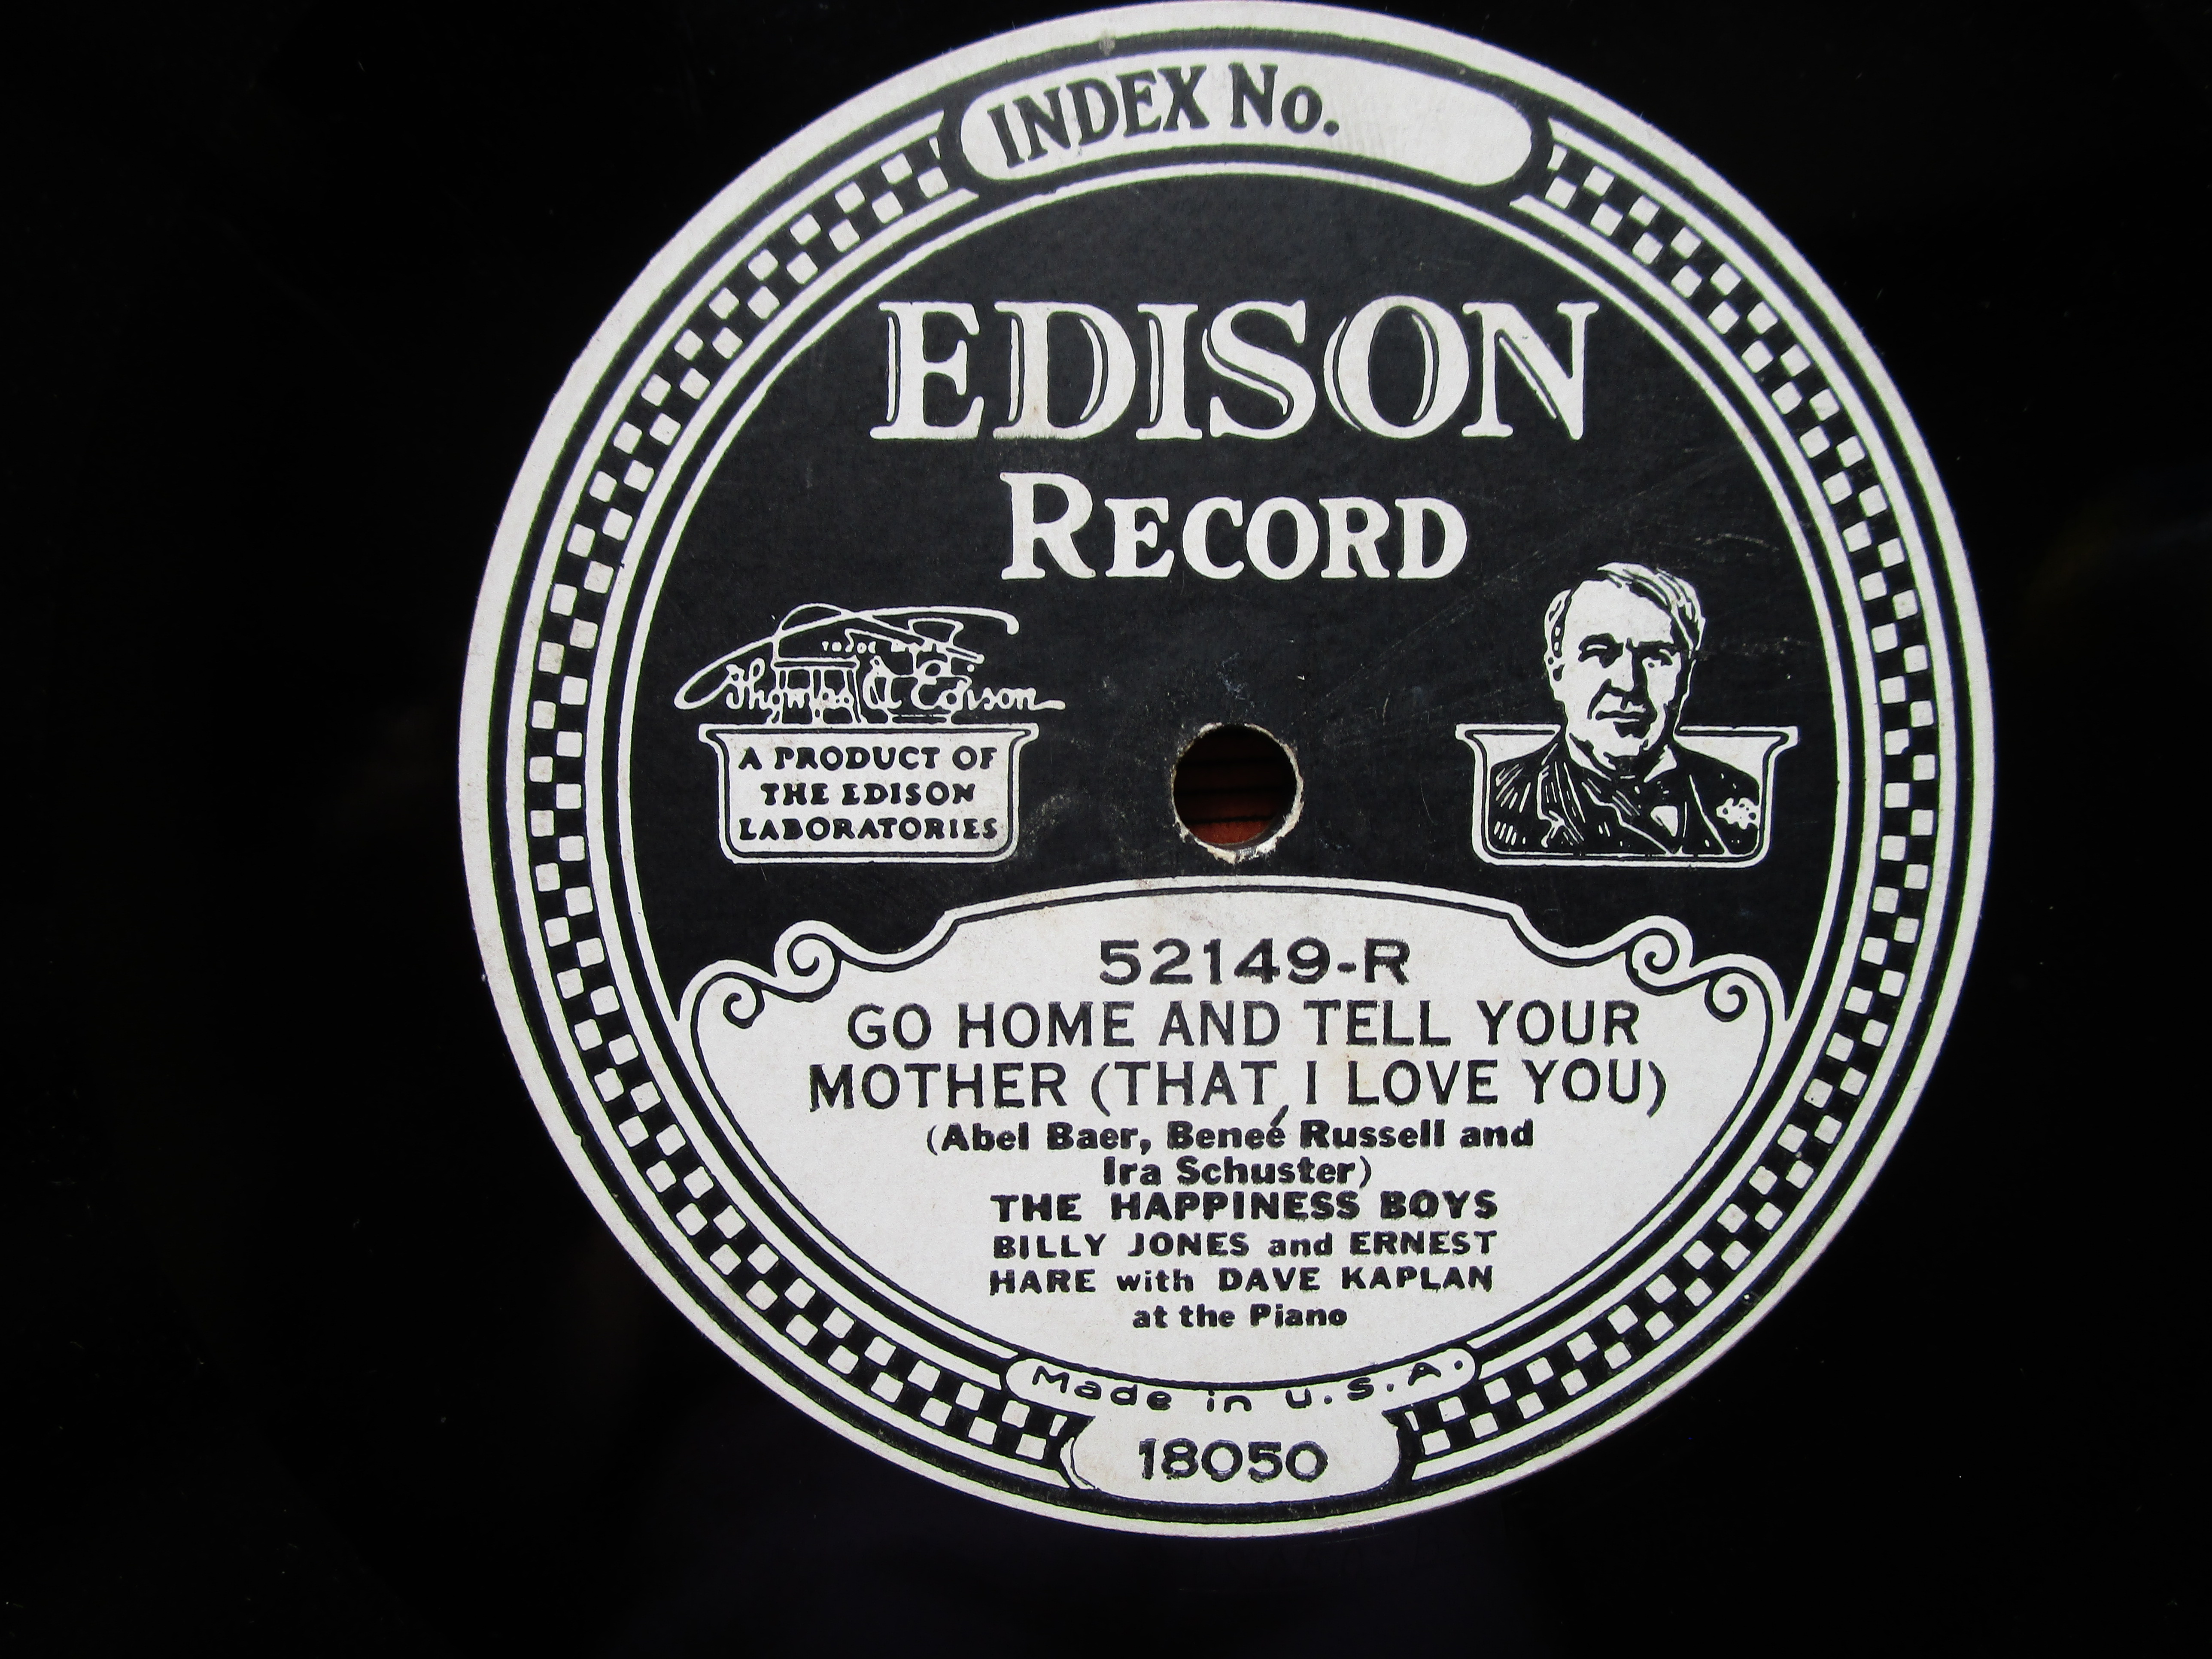 INDEX No.
EDISON
RECORD
Thomas A Edison
A PRODUCT OF
THE EDISON
LABORATORIES
52149-R
GO HOME AND TELL YOUR
MOTHER (THAT I LOVE YOU)
(Abel Baer, Beneé Russell and
Ira Schuster)
THE HAPPINESS BOYS
BILLY JONES and ERNEST
HARE with DAVE KAPLAN
at the Piano
Made in U.S.A.
18050